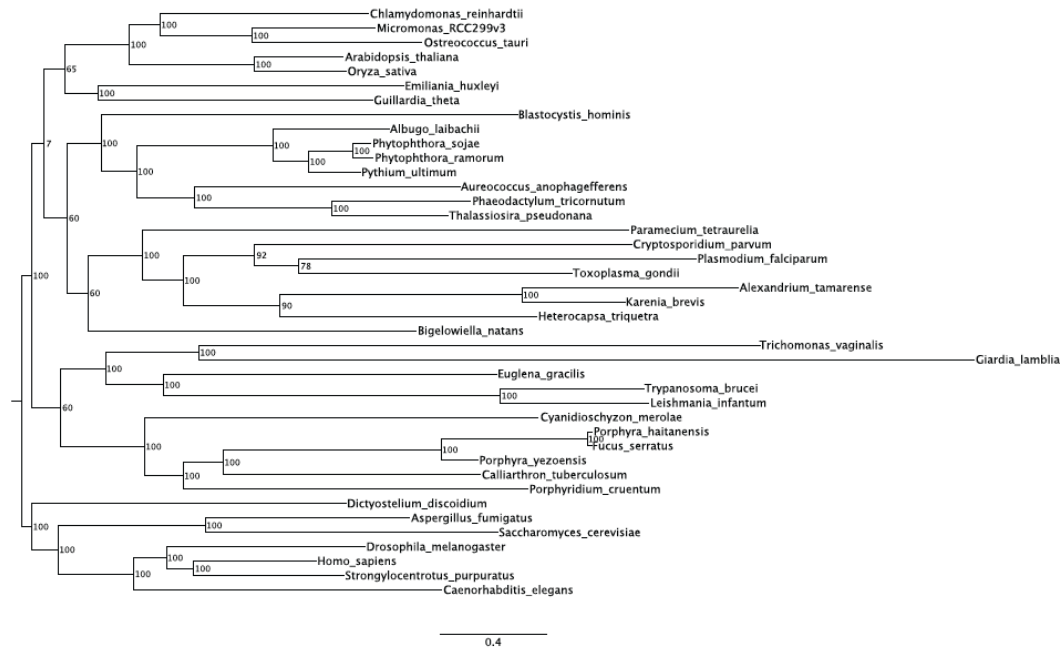 Chlamydomonas_reinhardtii
100
Micromonas_RCC299v3
100
Ostreococcus_tauri
100
Arabidopsis_thaliana
100
Oryza_sativa
65
Emiliania_huxleyi
100
Guillardia_theta
Blastocystis_hominis
Albugo_laibachii
7
100
100
Phytophthora_sojae
100
Phytophthora_ramorum
100
100
Pythium_ultimum
Aureococcus_anophagefferens
100
Phaeodactylum_tricornutum
100
Thalassiosira_pseudonana
60
Paramecium_tetraurelia
Cryptosporidium_parvum
100
92
Plasmodium_falciparum
78
Toxoplasma_gondii
100
100
Alexandrium_tamarense
100
Karenia_brevis
60
90
Heterocapsa_triquetra
Bigelowiella_natans
Trichomonas_vaginalis
100
Giardia_lamblia
100
Euglena_gracilis
100
Trypanosoma_brucei
100
Leishmania_infantum
60
Cyanidioschyzon_merolae
Porphyra_haitanensis
100
Fucus_serratus
100
100
100
Porphyra_yezoensis
Calliarthron_tuberculosum
100
Porphyridium_cruentum
Dictyostelium_discoidium
Aspergillus_fumigatus
100
100
Saccharomyces_cerevisiae
100
Drosophila_melanogaster
100
Homo_sapiens
100
100
Strongylocentrotus_purpuratus
Caenorhabditis_elegans
0.4